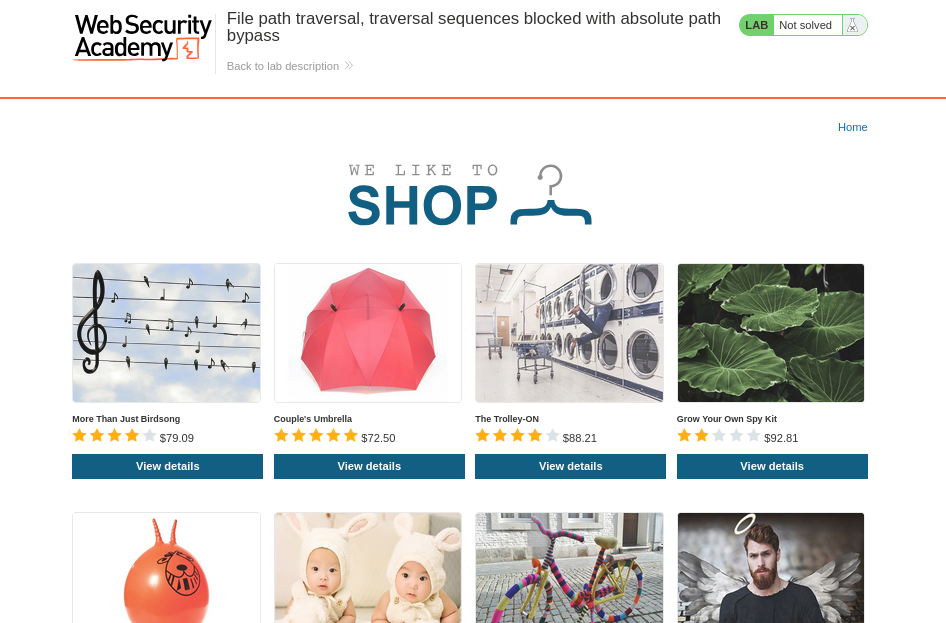 Web Security
Academy
File path traversal, traversal sequences blocked with absolute path
bypass
Back to lab description
LAB Not solved
Home
WE LIKE TO
SHOP
More Than Just Birdsong
$79.09
View details
Couple's Umbrella
$72.50
View details
The Trolley-ON
$88.21
View details
Grow Your Own Spy Kit
$92.81
View details